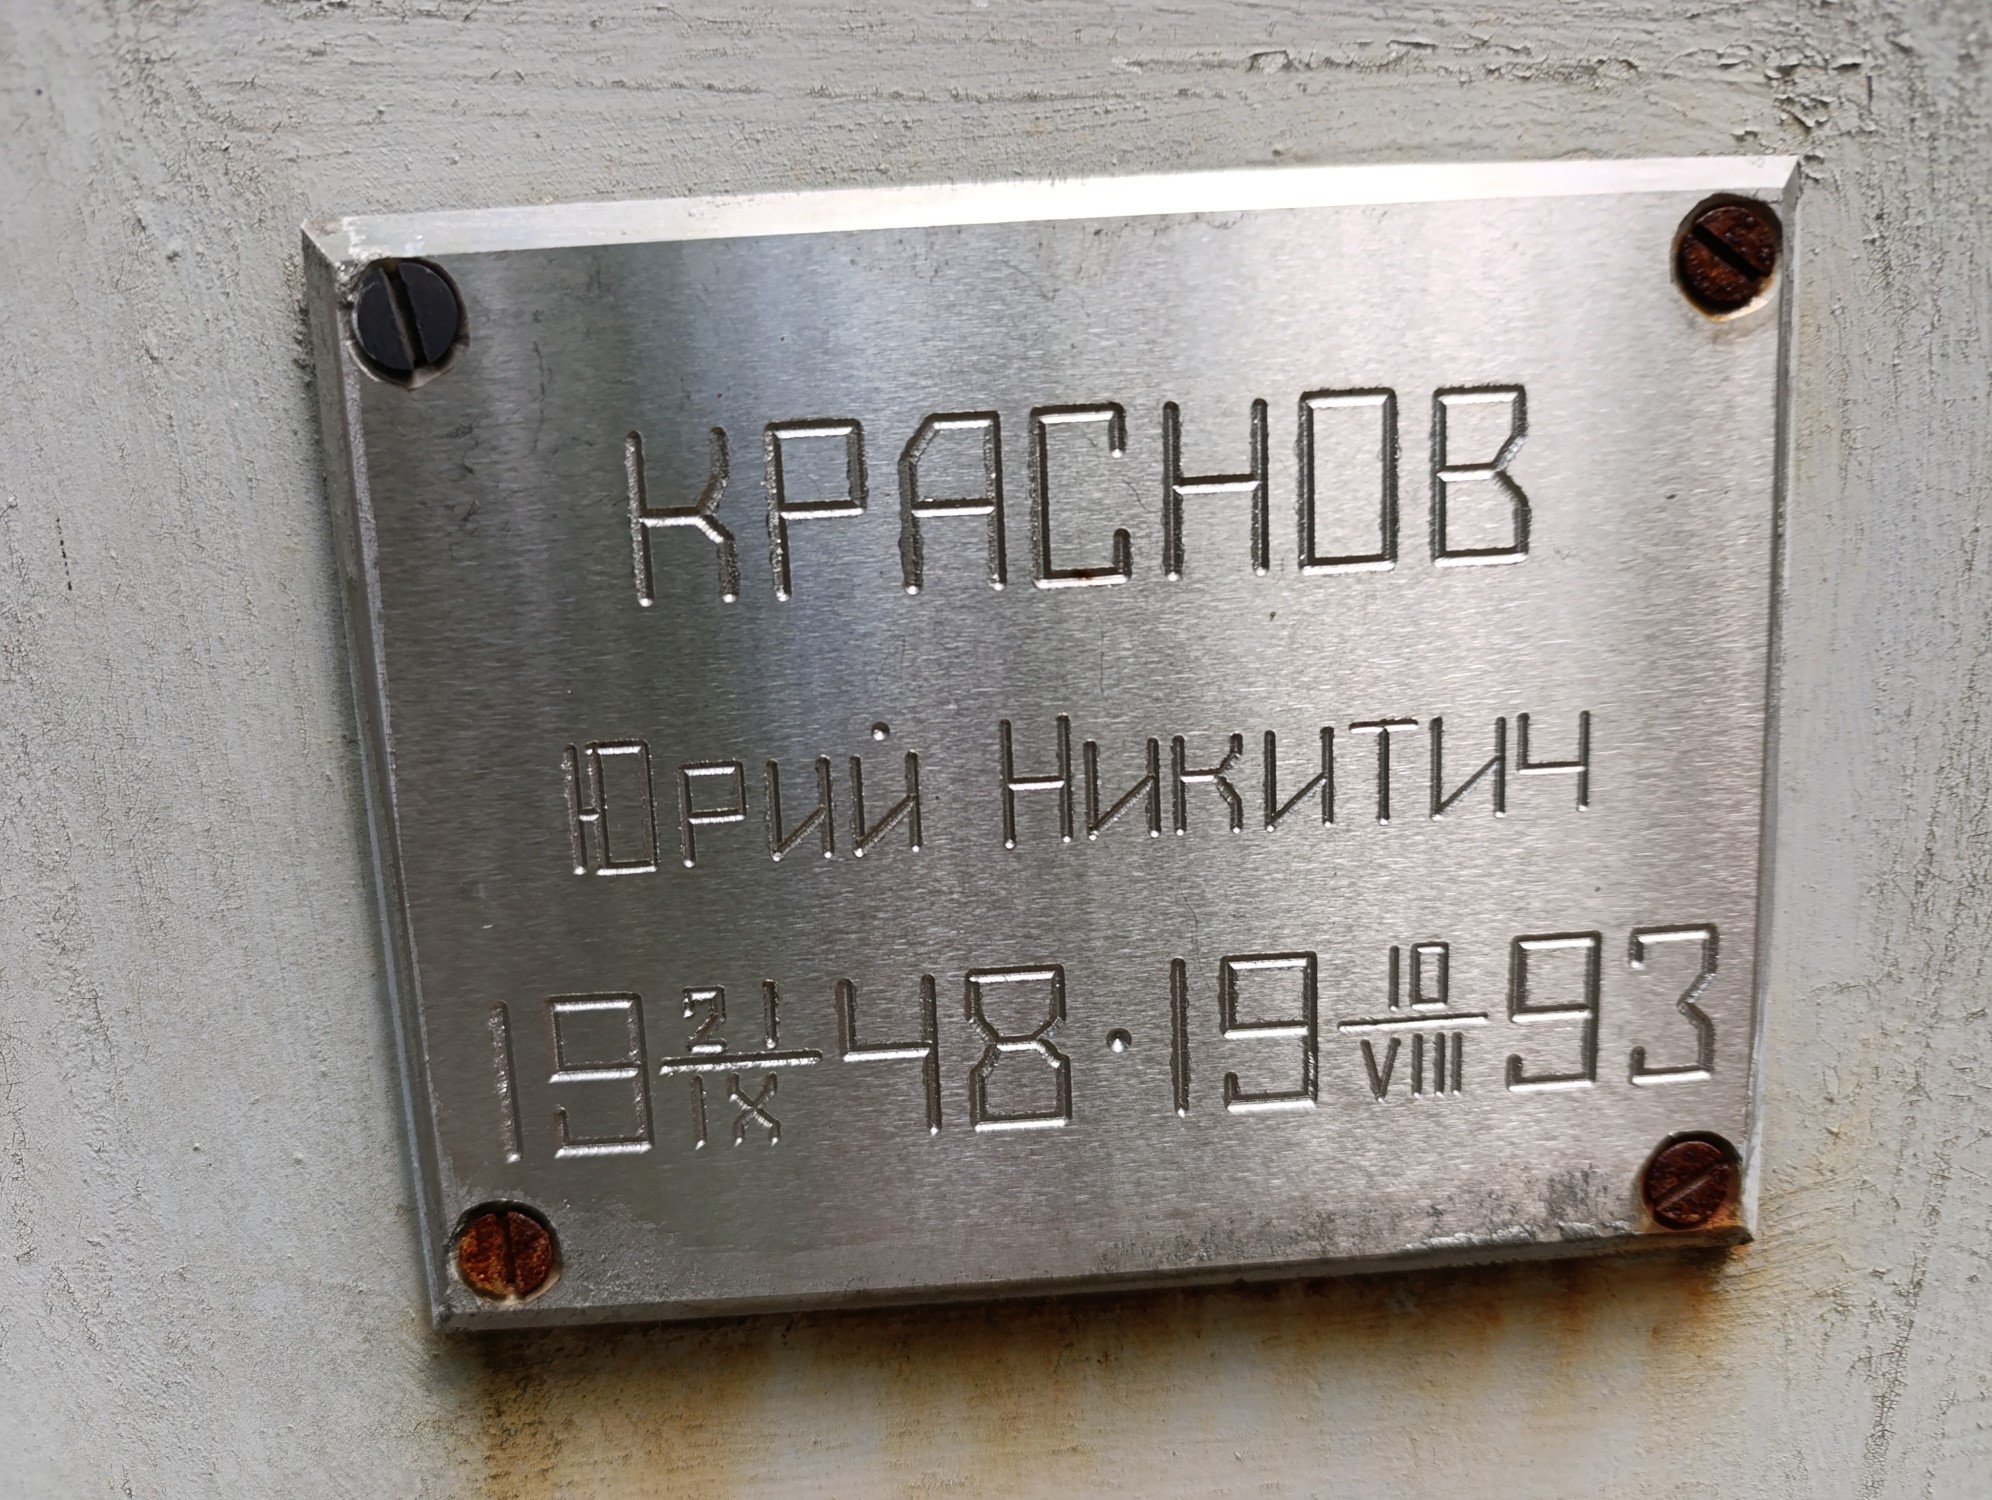 КРАСНОВ
Юрий Никитич
19 21/IX 48 · 19 10/VIII 93